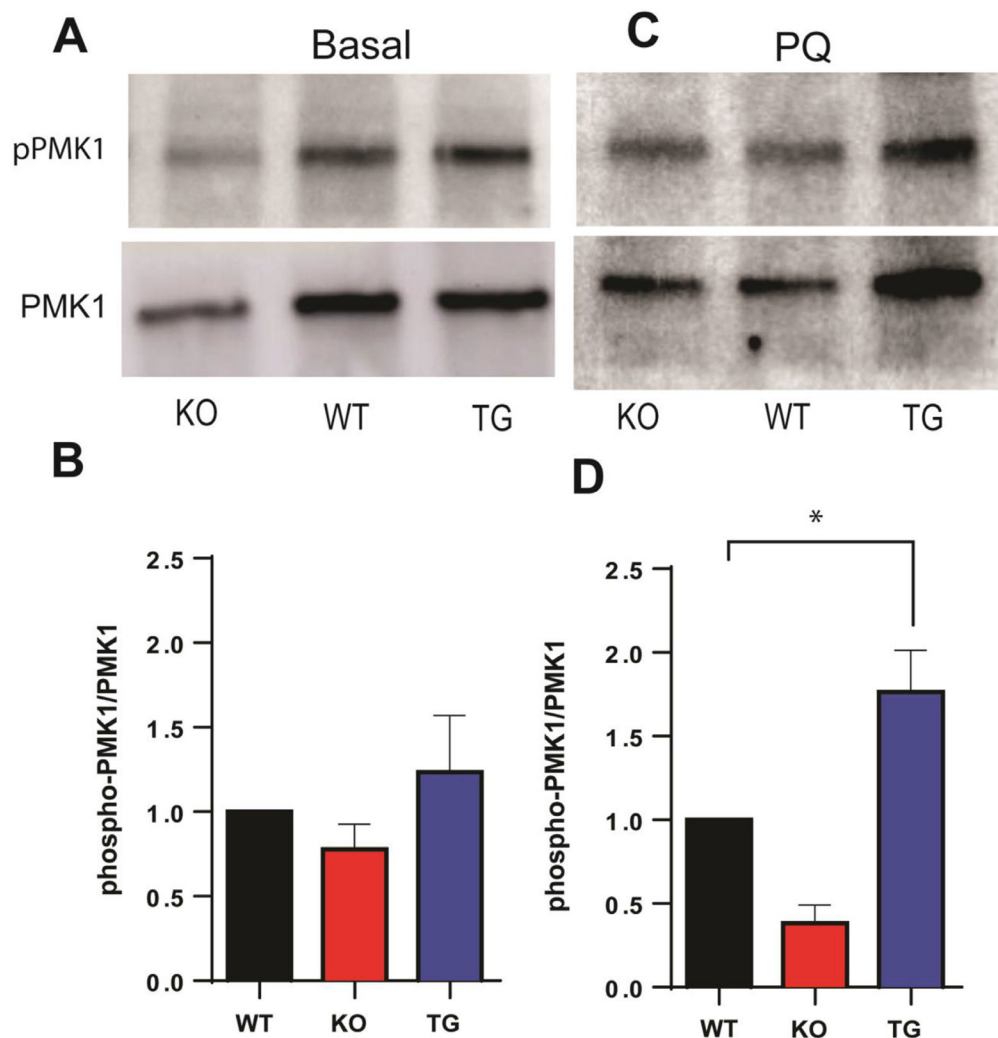 A
Basal
C
PQ
pPMK1
PMK1
KO WT TG
KO WT TG
B
phospho-PMK1/PMK1
2.5
2.0
1.5
1.0
0.5
0.0
WT KO TG
D
*
phospho-PMK1/PMK1
2.5
2.0
1.5
1.0
0.5
0.0
WT KO TG